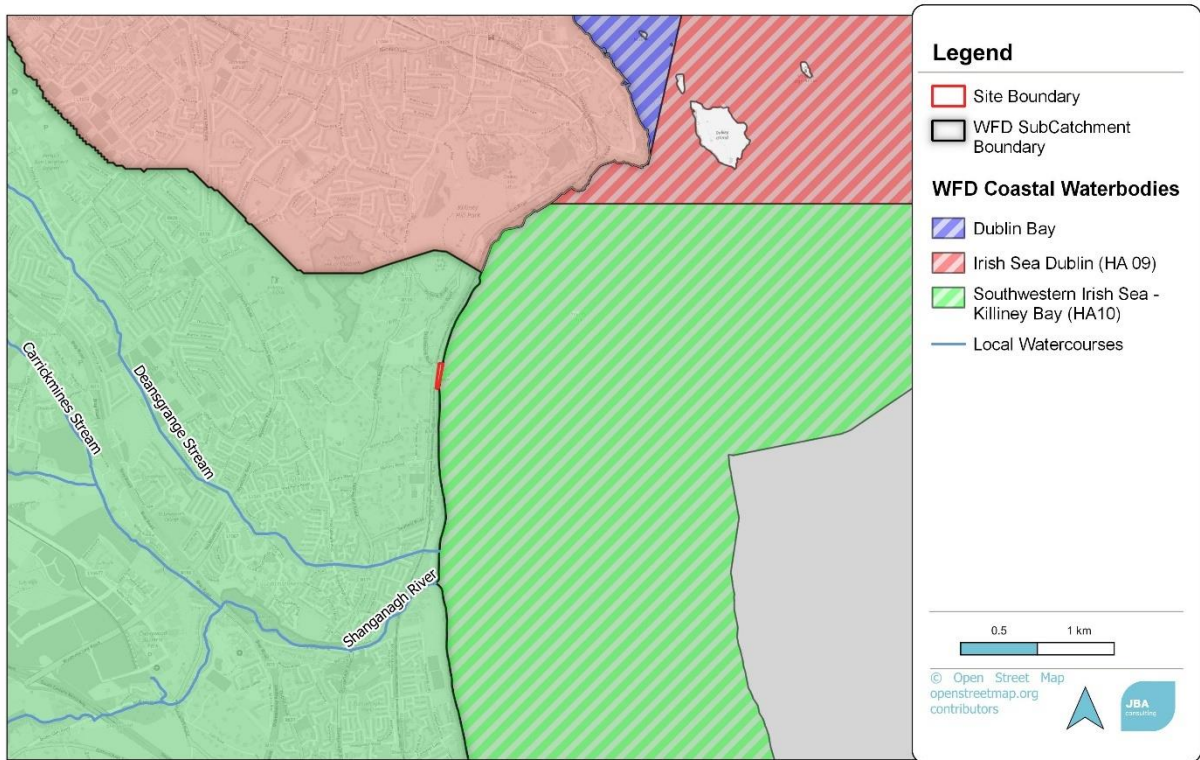 Carrickmines Stream
Deansgrange Stream
Shanganagh River
Legend
Site Boundary
WFD SubCatchment
Boundary
WFD Coastal Waterbodies
Dublin Bay
Irish Sea Dublin (HA 09)
Southwestern Irish Sea -
Killiney Bay (HA10)
Local Watercourses
0.5 1 km
© Open Street Map
openstreetmap.org
contributors
JBA
consulting